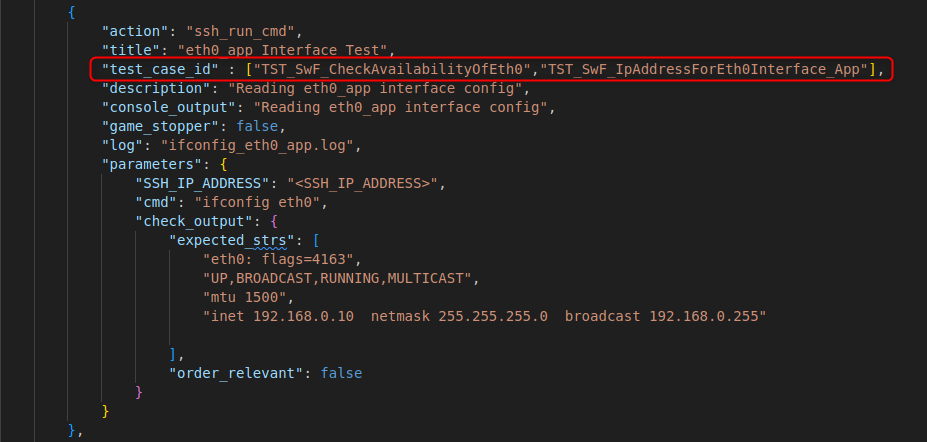 {
"action": "ssh_run_cmd",
"title": "eth0_app Interface Test",
"test_case_id" : ["TST_SwF_CheckAvailabilityOfEth0","TST_SwF_IpAddressForEth0Interface_App"],
"description": "Reading eth0_app interface config",
"console_output": "Reading eth0_app interface config",
"game_stopper": false,
"log": "ifconfig_eth0_app.log",
"parameters": {
"SSH_IP_ADDRESS": "<SSH_IP_ADDRESS>",
"cmd": "ifconfig eth0",
"check_output": {
"expected_strs": [
"eth0: flags=4163",
"UP,BROADCAST,RUNNING,MULTICAST",
"mtu 1500",
"inet 192.168.0.10  netmask 255.255.255.0  broadcast 192.168.0.255"
],
"order_relevant": false
}
}
},